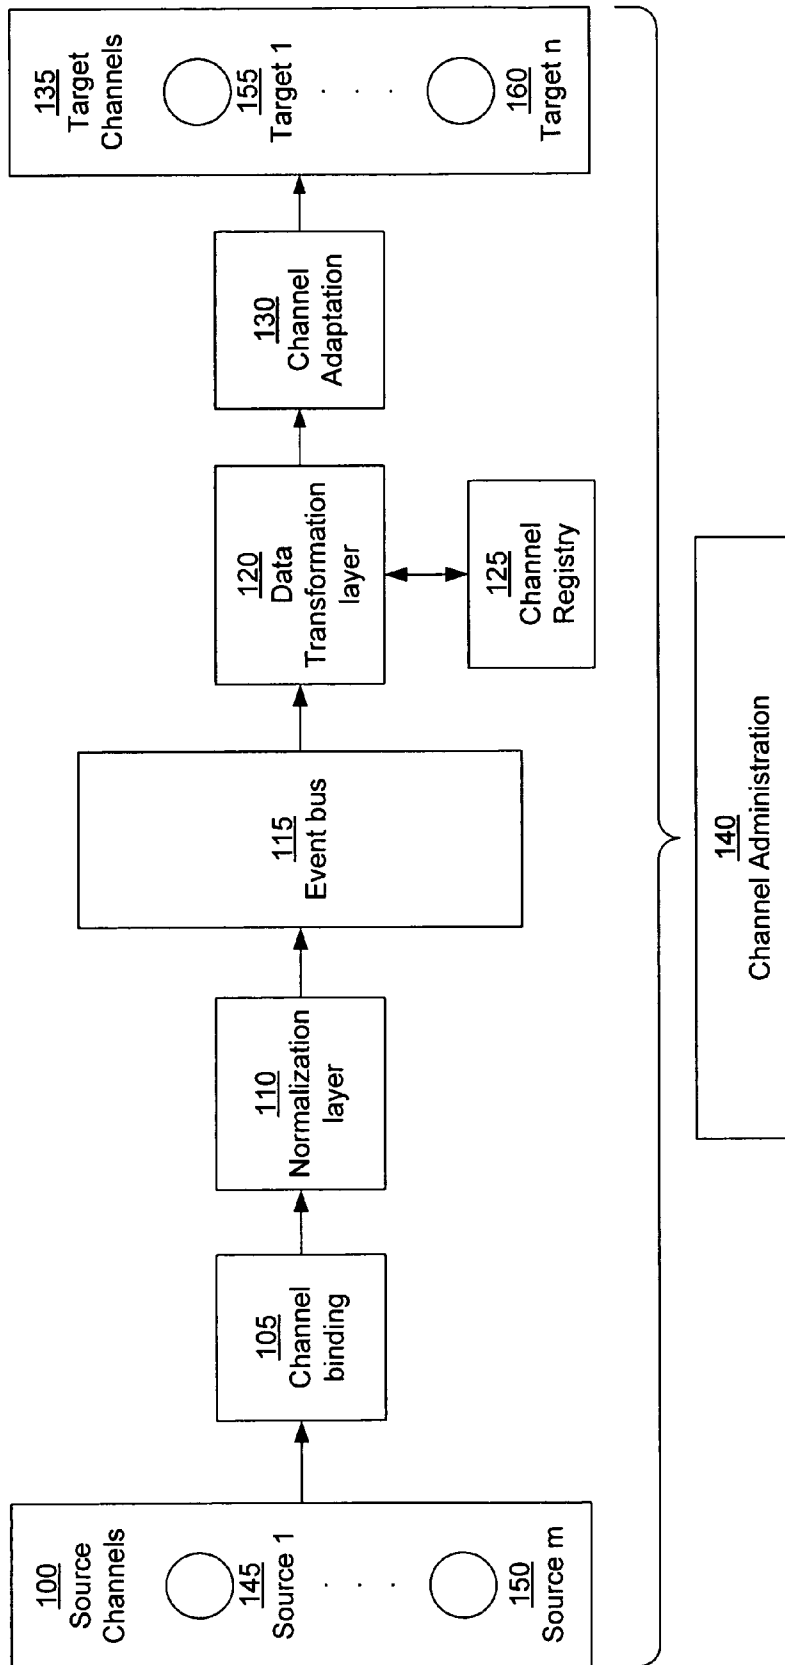 100
Source
Channels
145
Source 1
. . .
150
Source m
105
Channel
binding
110
Normalization
layer
115
Event bus
120
Data
Transformation
layer
125
Channel
Registry
130
Channel
Adaptation
135
Target
Channels
155
Target 1
. . .
160
Target n
140
Channel Administration